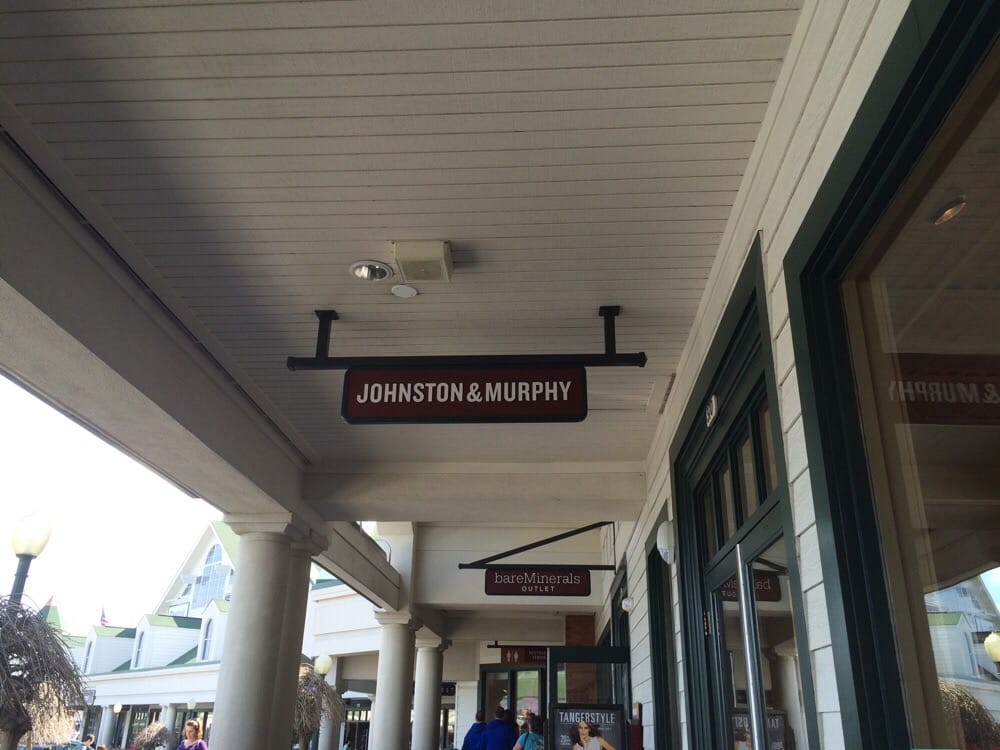 JOHNSTON & MURPHY
bareMinerals
OUTLET
TANGERSTYLE